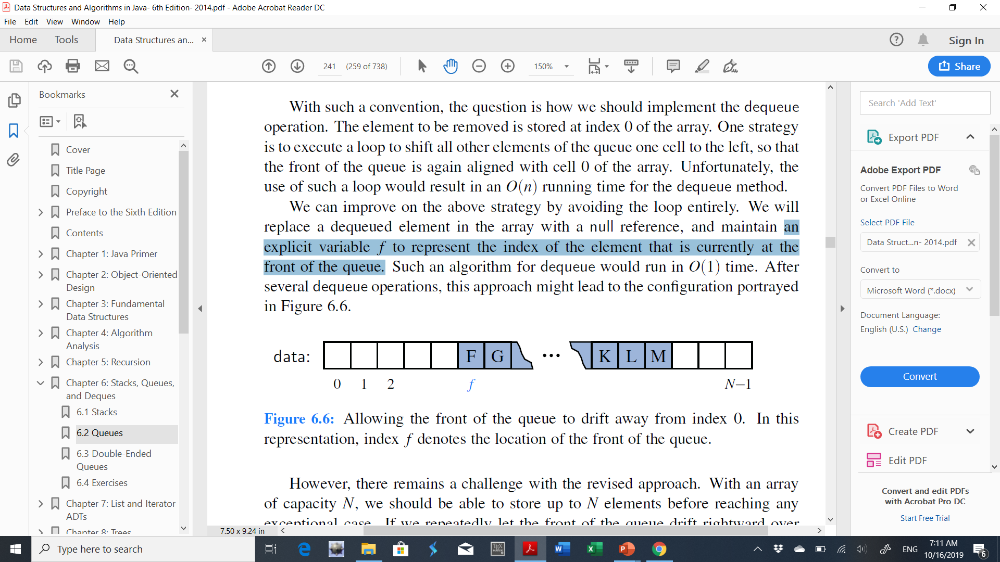 Data Structures and Algorithms in Java- 6th Edition- 2014.pdf - Adobe Acrobat Reader DC
File Edit View Window Help
Home Tools Data Structures an... ×
Sign In
241 (259 of 738) 150% Share
Bookmarks
Cover
Title Page
Copyright
Preface to the Sixth Edition
Contents
Chapter 1: Java Primer
Chapter 2: Object-Oriented
Design
Chapter 3: Fundamental
Data Structures
Chapter 4: Algorithm
Analysis
Chapter 5: Recursion
Chapter 6: Stacks, Queues,
and Deques
6.1 Stacks
6.2 Queues
6.3 Double-Ended
Queues
6.4 Exercises
Chapter 7: List and Iterator
ADTs
Chapter 8: Trees
With such a convention, the question is how we should implement the dequeue
operation. The element to be removed is stored at index 0 of the array. One strategy
is to execute a loop to shift all other elements of the queue one cell to the left, so that
the front of the queue is again aligned with cell 0 of the array. Unfortunately, the
use of such a loop would result in an O(n) running time for the dequeue method.
We can improve on the above strategy by avoiding the loop entirely. We will
replace a dequeued element in the array with a null reference, and maintain an
explicit variable f to represent the index of the element that is currently at the
front of the queue. Such an algorithm for dequeue would run in O(1) time. After
several dequeue operations, this approach might lead to the configuration portrayed
in Figure 6.6.
data: F G ... K L M
0 1 2 f N−1
Figure 6.6: Allowing the front of the queue to drift away from index 0. In this
representation, index f denotes the location of the front of the queue.
However, there remains a challenge with the revised approach. With an array
of capacity N, we should be able to store up to N elements before reaching any
exceptional case. If we repeatedly let the front of the queue drift rightward over
7.50 x 9.24 in
Search 'Add Text'
Export PDF
Adobe Export PDF
Convert PDF Files to Word
or Excel Online
Select PDF File
Data Struct...n- 2014.pdf
Convert to
Microsoft Word (*.docx)
Document Language:
English (U.S.) Change
Convert
Create PDF
Edit PDF
Convert and edit PDFs
with Acrobat Pro DC
Start Free Trial
Type here to search
ENG
7:11 AM
10/16/2019
6